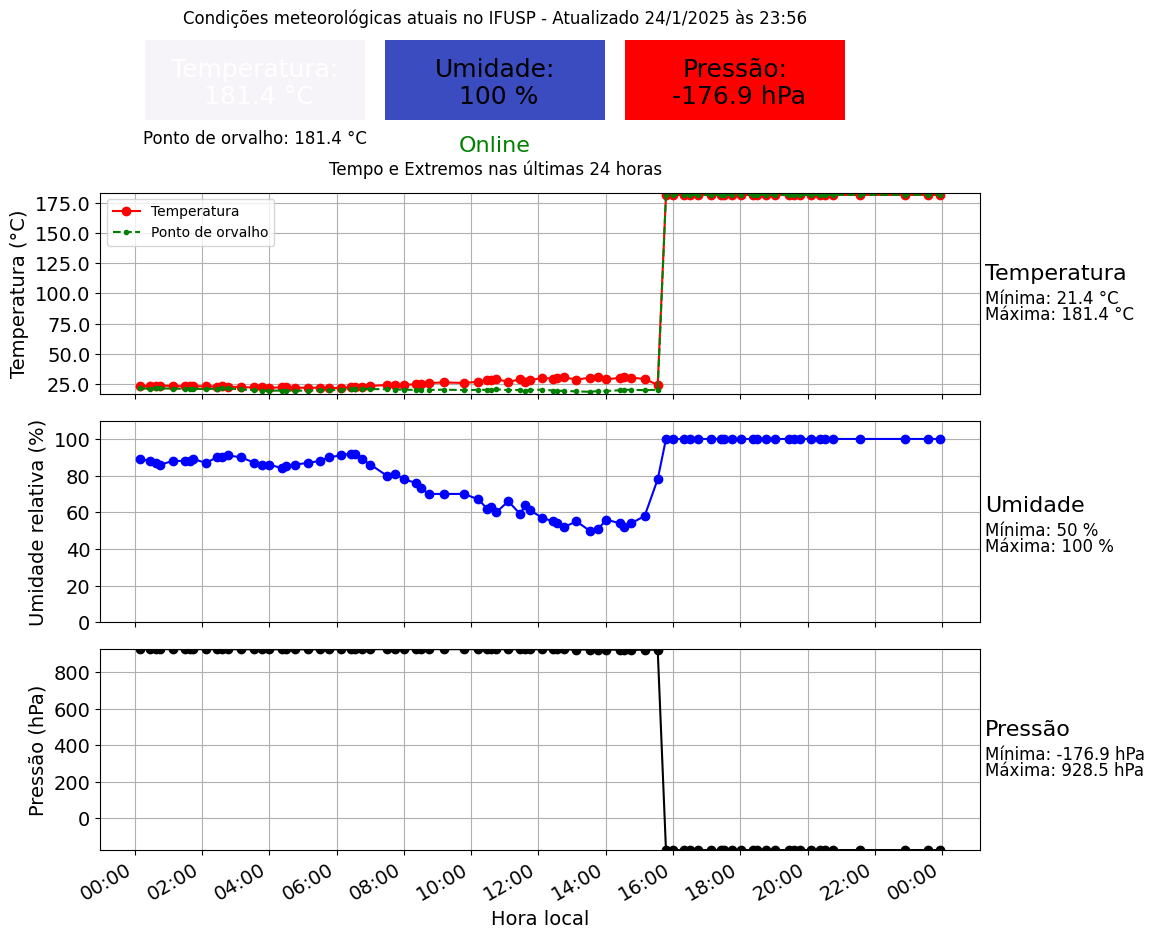 Condições meteorológicas atuais no IFUSP - Atualizado 24/1/2025 às 23:56
Temperatura:
181.4 °C
Umidade:
100 %
Pressão:
-176.9 hPa
Ponto de orvalho: 181.4 °C
Online
Tempo e Extremos nas últimas 24 horas
Temperatura (°C)
175.0
150.0
125.0
100.0
75.0
50.0
25.0
Temperatura
Ponto de orvalho
Temperatura
Mínima: 21.4 °C
Máxima: 181.4 °C
Umidade relativa (%)
100
80
60
40
20
0
Umidade
Mínima: 50 %
Máxima: 100 %
Pressão (hPa)
800
600
400
200
0
Pressão
Mínima: -176.9 hPa
Máxima: 928.5 hPa
00:00 02:00 04:00 06:00 08:00 10:00 12:00 14:00 16:00 18:00 20:00 22:00 00:00
Hora local